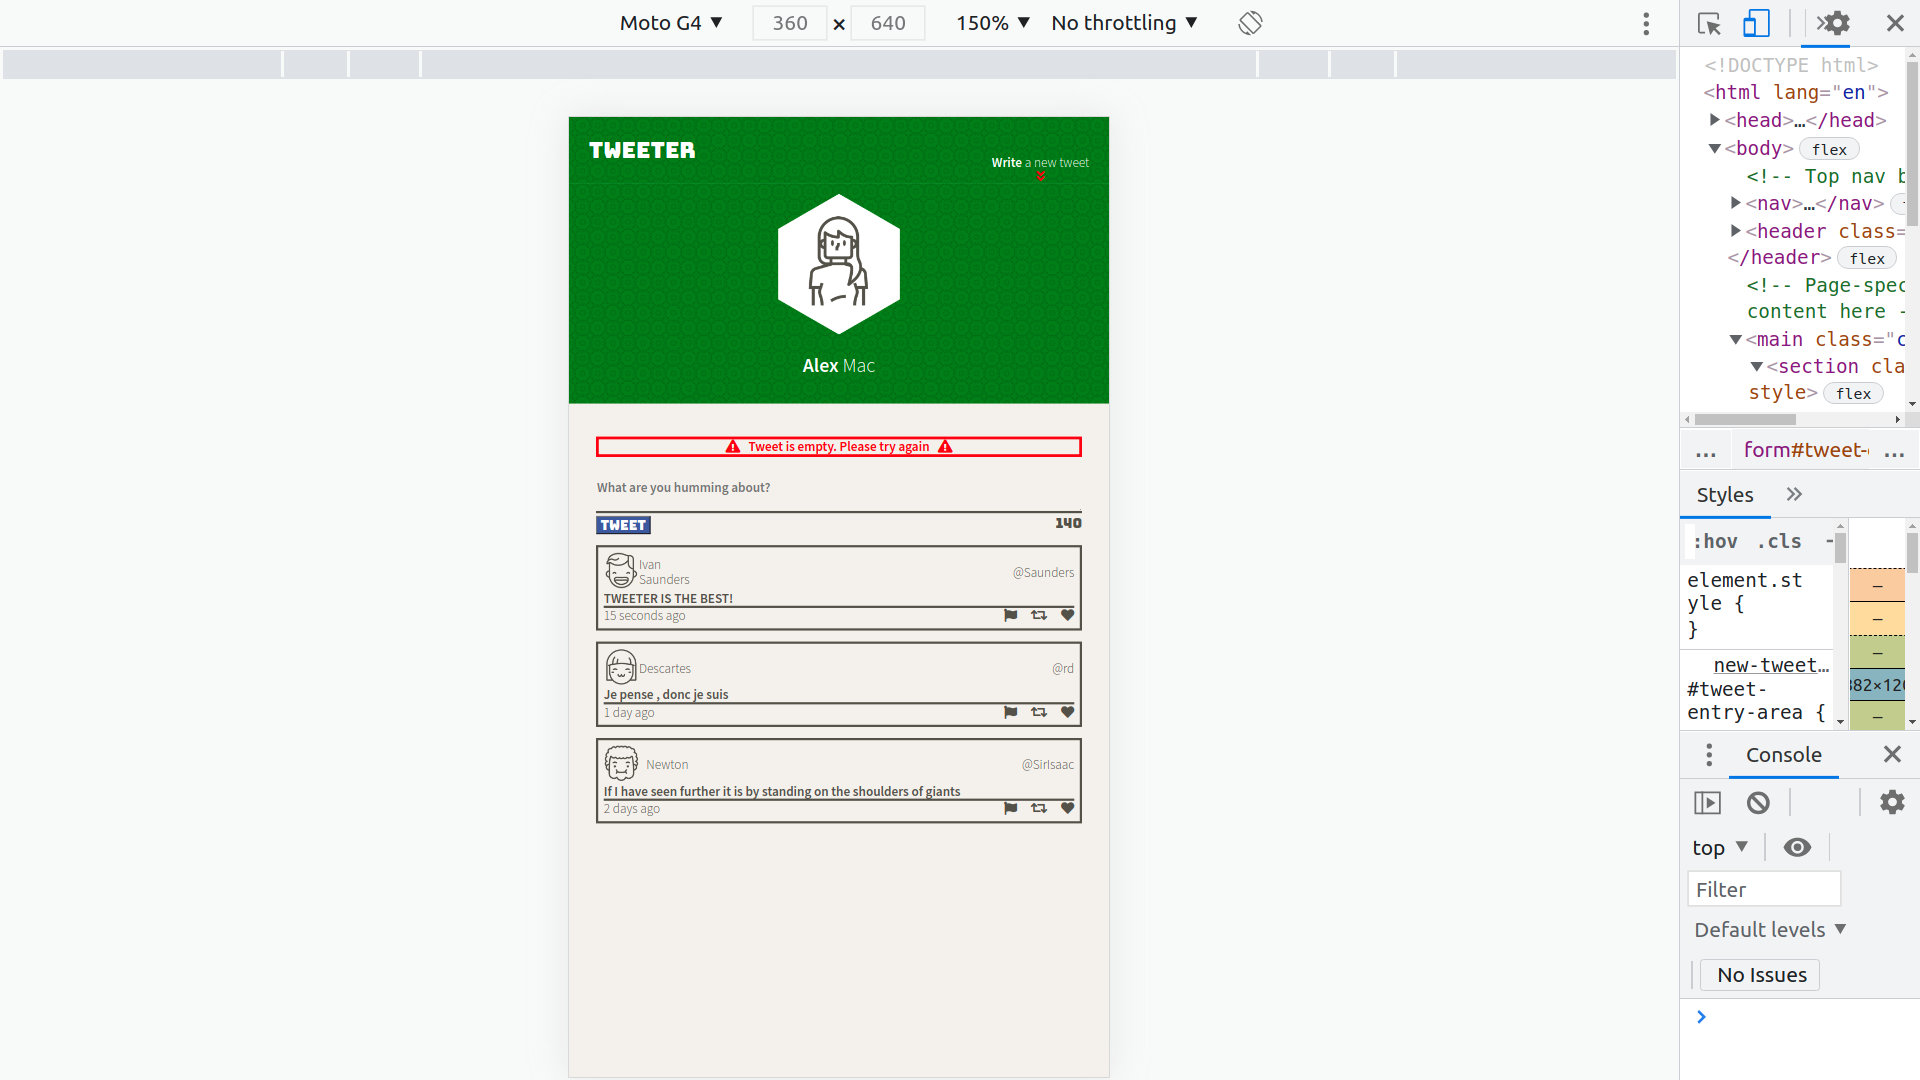 Moto G4 ▼ 360 × 640 150% ▼ No throttling ▼
TWEETER
Write a new tweet
Alex Mac
Tweet is empty. Please try again
What are you humming about?
TWEET 140
Ivan
Saunders
@Saunders
TWEETER IS THE BEST!
15 seconds ago
Descartes @rd
Je pense , donc je suis
1 day ago
Newton @SirIsaac
If I have seen further it is by standing on the shoulders of giants
2 days ago
<!DOCTYPE html>
<html lang="en">
<head>…</head>
<body> flex
<!-- Top nav b
<nav>…</nav>
<header class=
</header> flex
<!-- Page-spec
content here -
<main class="c
<section cla
style> flex
... form#tweet- ...
Styles
:hov .cls
element.st
yle {
}
new-tweet…
#tweet-
entry-area {
–
–
–
382×120
–
Console
top ▼
Filter
Default levels ▼
No Issues